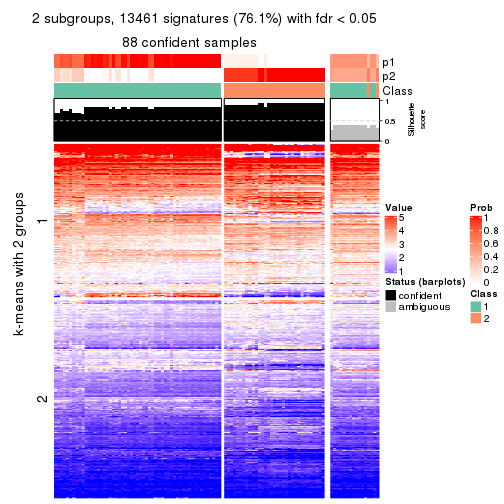 2 subgroups, 13461 signatures (76.1%) with fdr < 0.05
88 confident samples
p1
p2
Class
1
0.5
0
Silhouette
score
k-means with 2 groups
1
2
Value
5
4
3
2
1
Status (barplots)
confident
ambiguous
Prob
1
0.8
0.6
0.4
0.2
0
Class
1
2